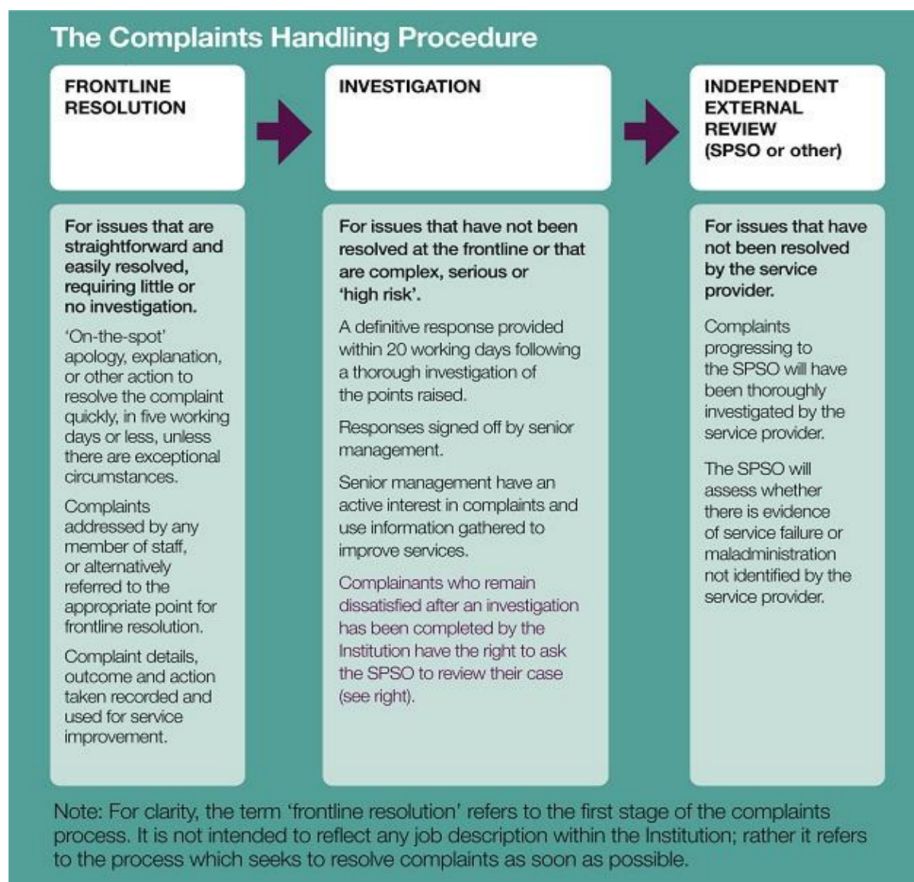 The Complaints Handling Procedure
FRONTLINE
RESOLUTION
INVESTIGATION
INDEPENDENT
EXTERNAL
REVIEW
(SPSO or other)
For issues that are
straightforward and
easily resolved,
requiring little or
no investigation.
‘On-the-spot’
apology, explanation,
or other action to
resolve the complaint
quickly, in five working
days or less, unless
there are exceptional
circumstances.
Complaints
addressed by any
member of staff,
or alternatively
referred to the
appropriate point for
frontline resolution.
Complaint details,
outcome and action
taken recorded and
used for service
improvement.
For issues that have not been
resolved at the frontline or that
are complex, serious or
‘high risk’.
A definitive response provided
within 20 working days following
a thorough investigation of
the points raised.
Responses signed off by senior
management.
Senior management have an
active interest in complaints and
use information gathered to
improve services.
Complainants who remain
dissatisfied after an investigation
has been completed by the
Institution have the right to ask
the SPSO to review their case
(see right).
For issues that have
not been resolved
by the service
provider.
Complaints
progressing to
the SPSO will have
been thoroughly
investigated by the
service provider.
The SPSO will
assess whether
there is evidence
of service failure or
maladministration
not identified by the
service provider.
Note: For clarity, the term ‘frontline resolution’ refers to the first stage of the complaints
process. It is not intended to reflect any job description within the Institution; rather it refers
to the process which seeks to resolve complaints as soon as possible.